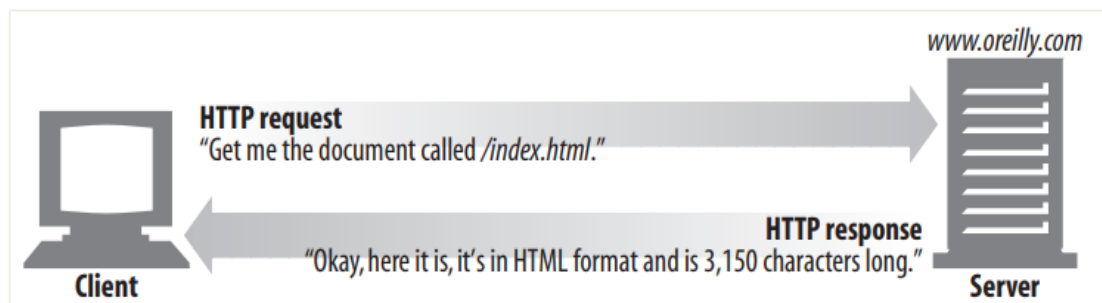 www.oreilly.com
HTTP request
“Get me the document called /index.html.”
HTTP response
“Okay, here it is, it’s in HTML format and is 3,150 characters long.”
Client
Server